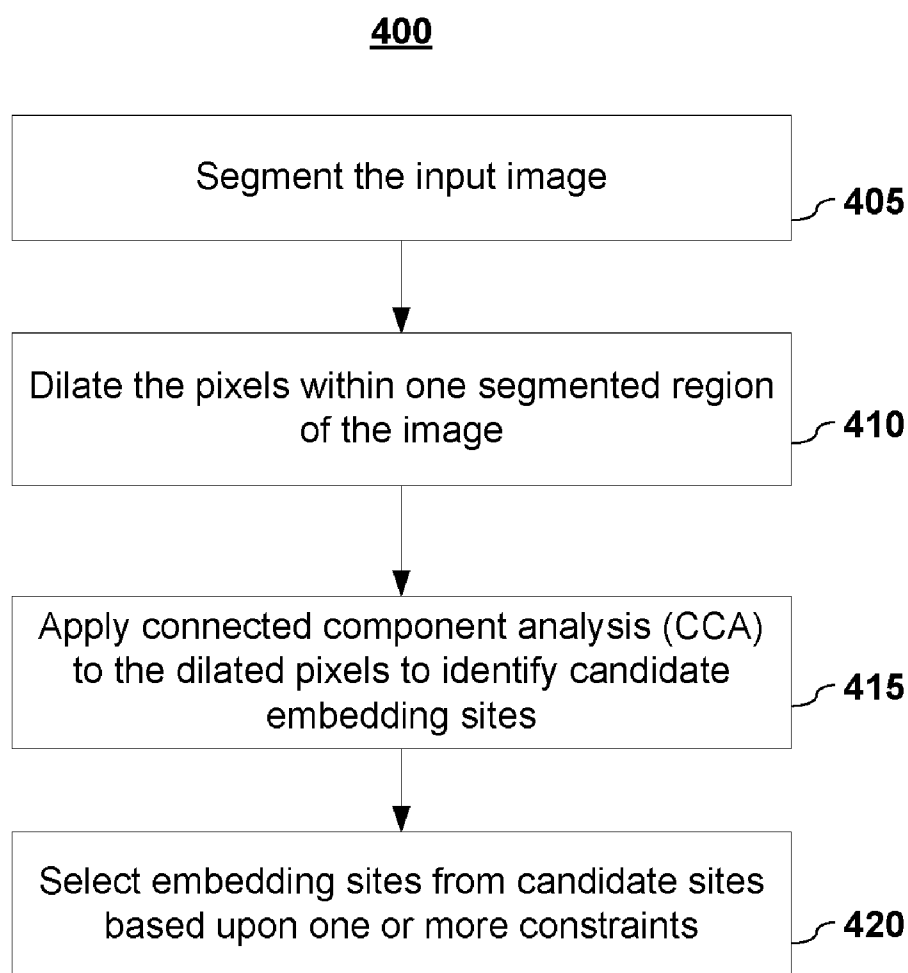 400
Segment the input image
405
Dilate the pixels within one segmented region
of the image
410
Apply connected component analysis (CCA)
to the dilated pixels to identify candidate
embedding sites
415
Select embedding sites from candidate sites
based upon one or more constraints
420